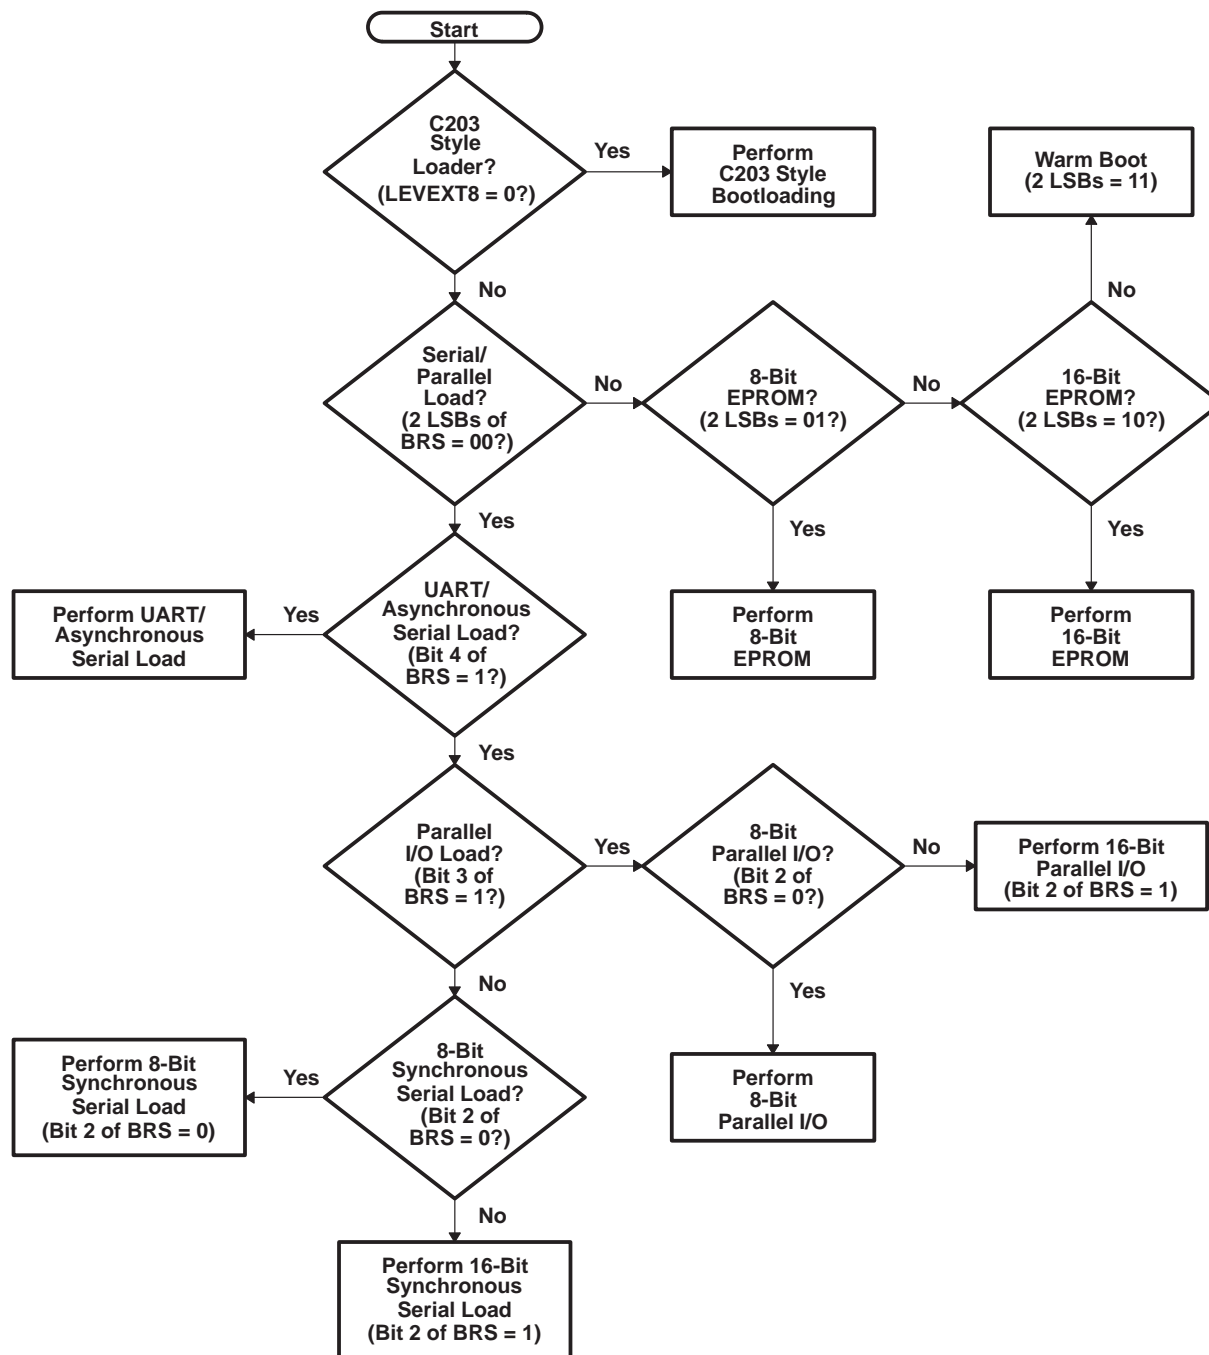 Start
C203
Style
Loader?
(LEVEXT8 = 0?)
Yes
Perform
C203 Style
Bootloading
Warm Boot
(2 LSBs = 11)
No
No
Serial/
Parallel
Load?
(2 LSBs of
BRS = 00?)
No
8-Bit
EPROM?
(2 LSBs = 01?)
No
16-Bit
EPROM?
(2 LSBs = 10?)
Yes
Yes
Yes
Perform UART/
Asynchronous
Serial Load
Yes
UART/
Asynchronous
Serial Load?
(Bit 4 of
BRS = 1?)
Perform
8-Bit
EPROM
Perform
16-Bit
EPROM
Yes
Parallel
I/O Load?
(Bit 3 of
BRS = 1?)
Yes
8-Bit
Parallel I/O?
(Bit 2 of
BRS = 0?)
No
Perform 16-Bit
Parallel I/O
(Bit 2 of BRS = 1)
No
Yes
Perform 8-Bit
Synchronous
Serial Load
(Bit 2 of BRS = 0)
Yes
8-Bit
Synchronous
Serial Load?
(Bit 2 of
BRS = 0?)
Perform
8-Bit
Parallel I/O
No
Perform 16-Bit
Synchronous
Serial Load
(Bit 2 of BRS = 1)